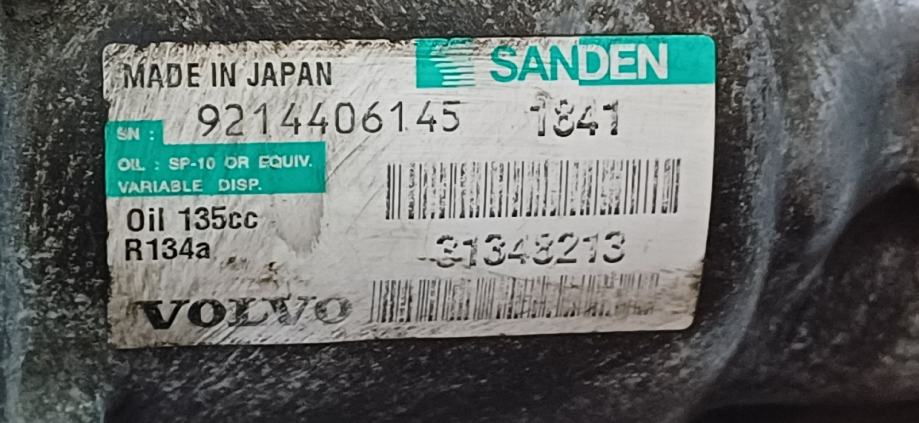 MADE IN JAPAN SANDEN
SN : 9214406145 1841
OIL : SP-10 OR EQUIV.
VARIABLE DISP.
Oil 135cc
R134a
31348213
VOLVO